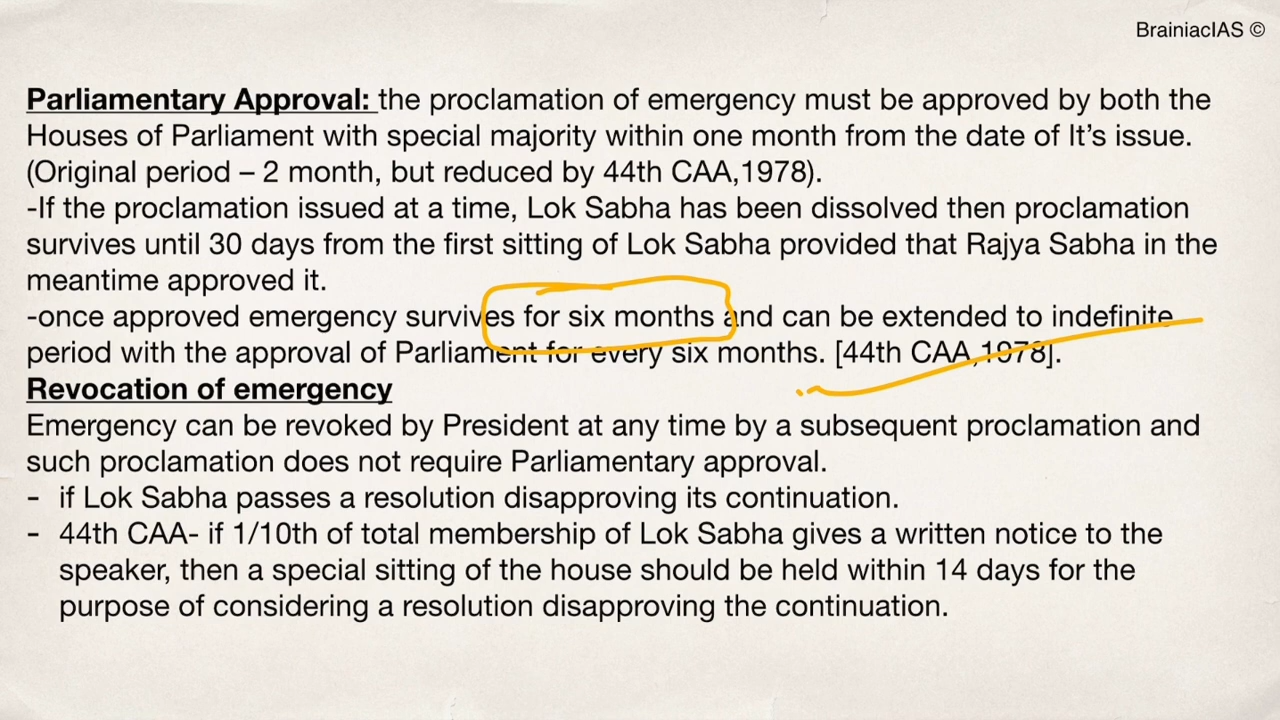 BrainiacIAS ©
Parliamentary Approval: the proclamation of emergency must be approved by both the
Houses of Parliament with special majority within one month from the date of It's issue.
(Original period – 2 month, but reduced by 44th CAA,1978).
-If the proclamation issued at a time, Lok Sabha has been dissolved then proclamation
survives until 30 days from the first sitting of Lok Sabha provided that Rajya Sabha in the
meantime approved it.
-once approved emergency survives for six months and can be extended to indefinite
period with the approval of Parliament for every six months. [44th CAA,1978].
Revocation of emergency
Emergency can be revoked by President at any time by a subsequent proclamation and
such proclamation does not require Parliamentary approval.
- if Lok Sabha passes a resolution disapproving its continuation.
- 44th CAA- if 1/10th of total membership of Lok Sabha gives a written notice to the
speaker, then a special sitting of the house should be held within 14 days for the
purpose of considering a resolution disapproving the continuation.